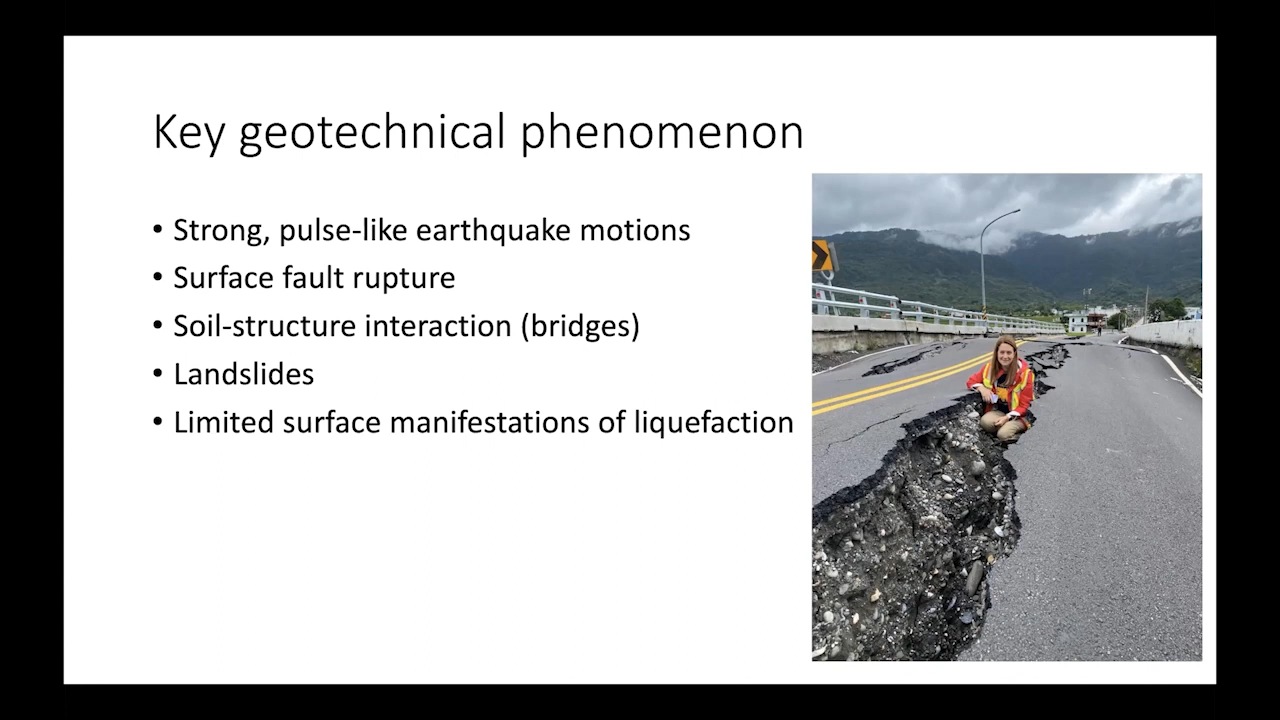 Key geotechnical phenomenon
• Strong, pulse-like earthquake motions
• Surface fault rupture
• Soil-structure interaction (bridges)
• Landslides
• Limited surface manifestations of liquefaction